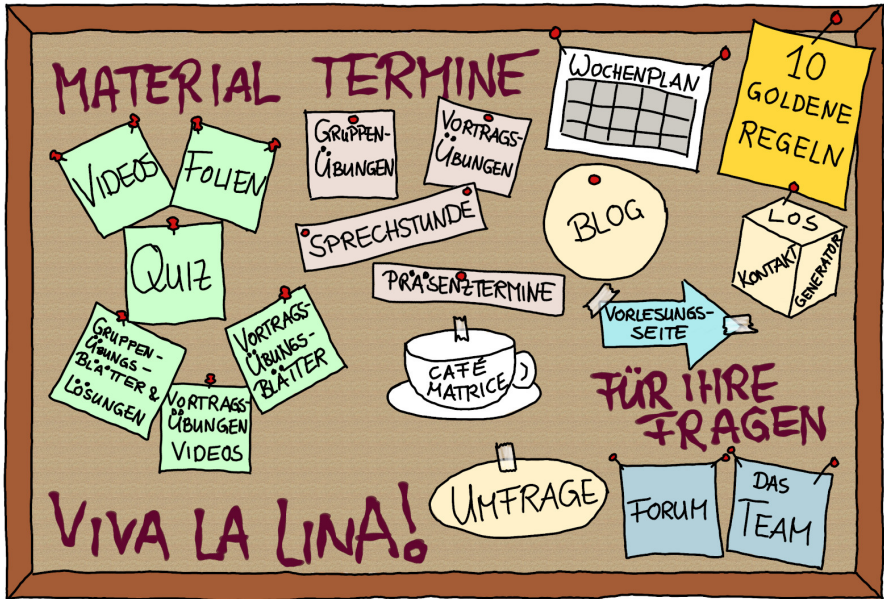 MATERIAL
VIDEOS
FOLIEN
QUIZ
GRUPPEN-
ÜBUNGS-
BLÄTTER &
LÖSUNGEN
VORTRAGS-
ÜBUNGS-
BLÄTTER
VORTRAGS-
ÜBUNGEN
VIDEOS
TERMINE
GRUPPEN-
ÜBUNGEN
VORTRAGS-
ÜBUNGEN
SPRECHSTUNDE
PRÄSENZTERMINE
CAFÉ
MATRICE
WOCHENPLAN
10
GOLDENE
REGELN
BLOG
LOS
KONTAKT
GENERATOR
VORLESUNGS-
SEITE
FÜR IHRE
FRAGEN
FORUM
DAS
TEAM
UMFRAGE
VIVA LA LINA!